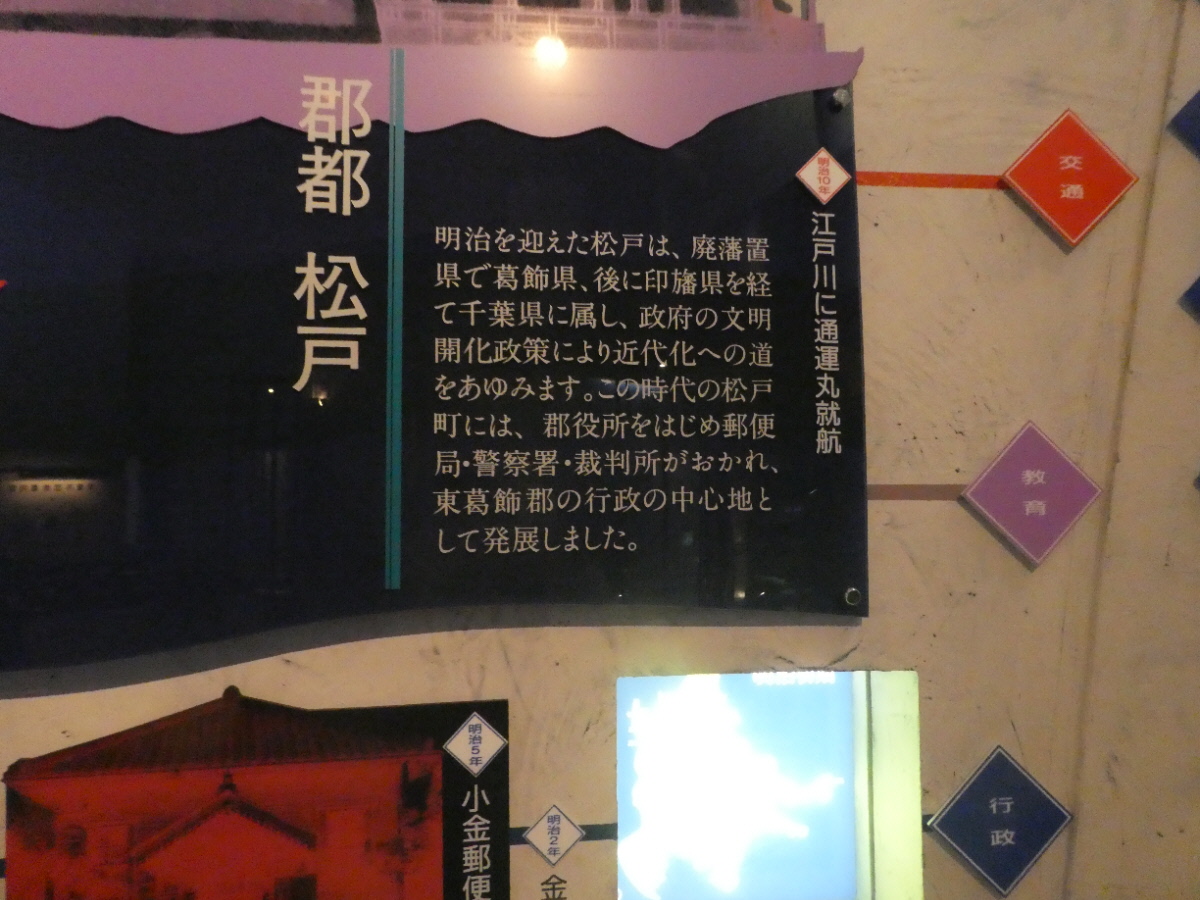 郡都 松戸
明治を迎えた松戸は、廃藩置
県で葛飾県、後に印旛県を経
て千葉県に属し、政府の文明
開化政策により近代化への道
をあゆみます。この時代の松戸
町には、郡役所をはじめ郵便
局・警察署・裁判所がおかれ、
東葛飾郡の行政の中心地と
して発展しました。
明治10年
江戸川に通運丸就航
交通
教育
行政
明治5年
小金郵便
明治2年
金